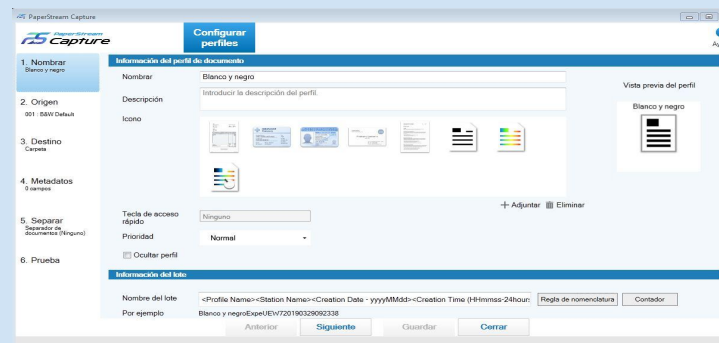 PaperStream Capture
PaperStream
Capture
Configurar
perfiles
1. Nombrar
Blanco y negro
2. Origen
001 : B&W Default
3. Destino
Carpeta
4. Metadatos
0 campos
5. Separar
Separador de
documentos (Ninguno)
6. Prueba
Información del perfil de documento
Nombrar
Blanco y negro
Descripción
Introducir la descripción del perfil.
Icono
Vista previa del perfil
Blanco y negro
Adjuntar
Eliminar
Tecla de acceso
rápido
Ninguno
Prioridad
Normal
Ocultar perfil
Información del lote
Nombre del lote
<Profile Name><Station Name><Creation Date - yyyyMMdd><Creation Time (HHmmss-24hours
Regla de nomenclatura
Contador
Por ejemplo
Blanco y negroExpeUEW720190329092338
Anterior
Siguiente
Guardar
Cerrar